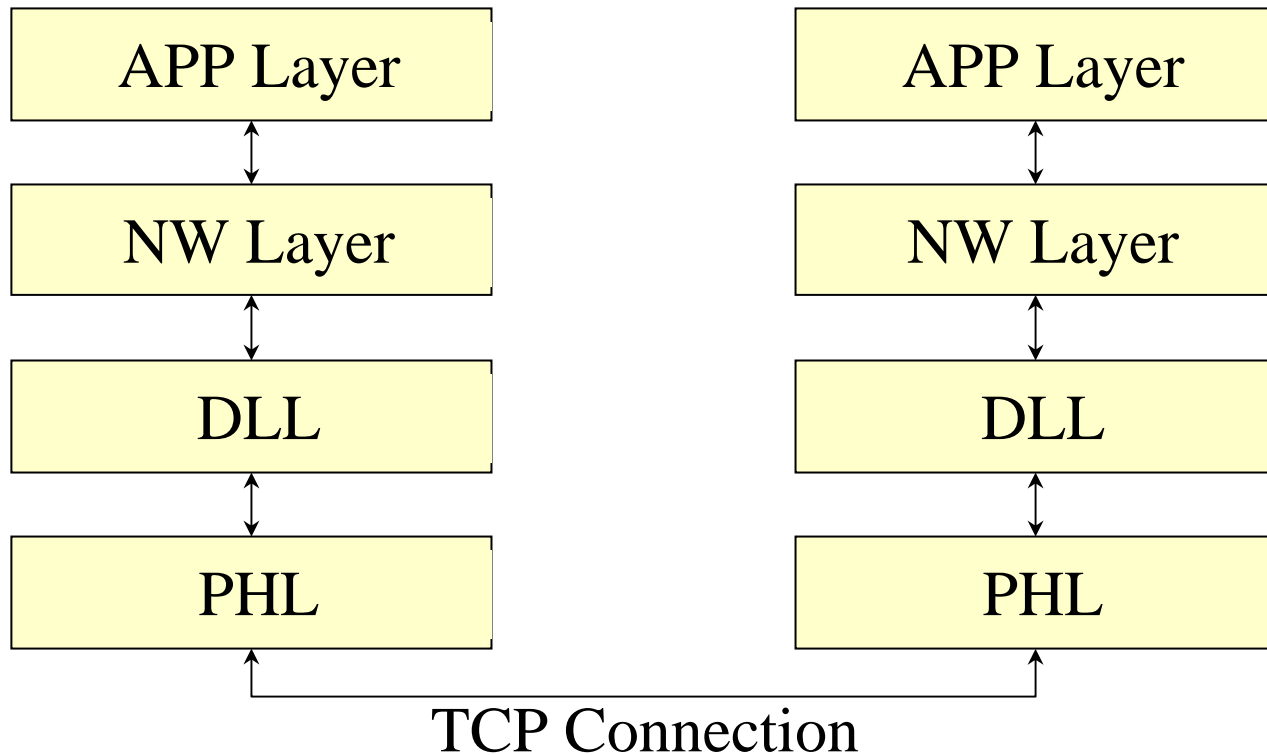 APP Layer
APP Layer
NW Layer
NW Layer
DLL
DLL
PHL
PHL
TCP Connection